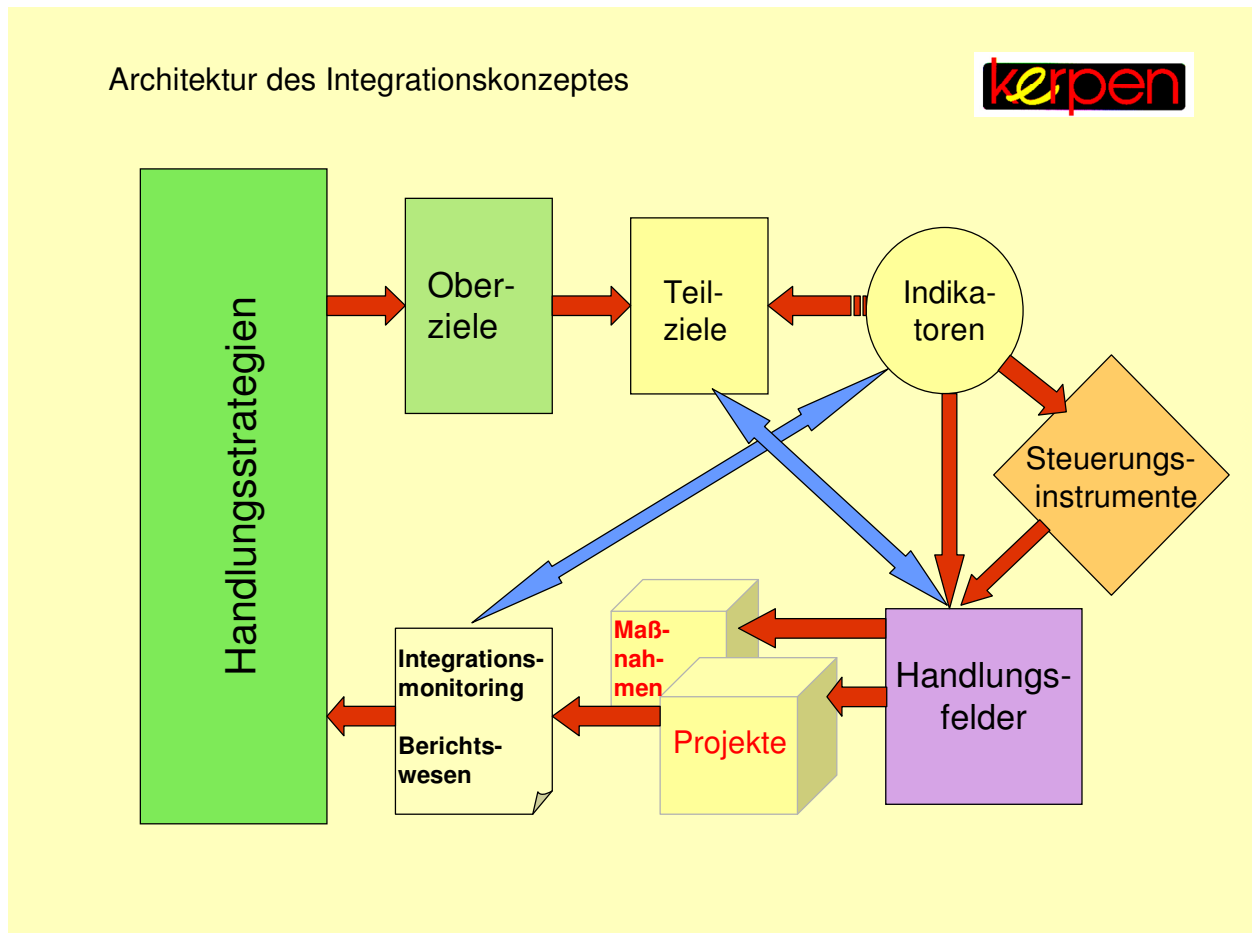 Architektur des Integrationskonzeptes
kerpen
Handlungsstrategien
Ober-
ziele
Teil-
ziele
Indika-
toren
Steuerungs-
instrumente
Maß-
nah-
men
Projekte
Handlungs-
felder
Integrations-
monitoring
Berichts-
wesen